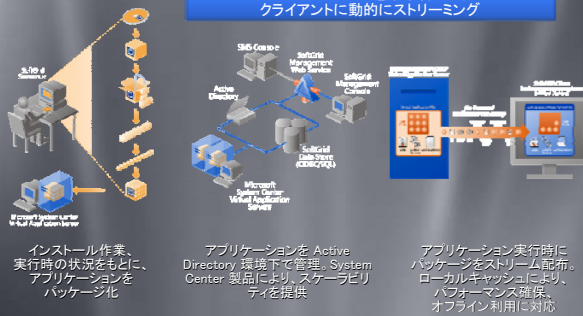 クライアントに動的にストリーミング
SMS Console
SoftGrid
Management
Web Service
SoftGrid
Management
Console
Active
Directory
SoftGrid
Data Store
(ODBC/SQL)
Microsoft
System Center
Virtual Application
Server
Microsoft System Center
Virtual Application Server
インストール作業、
実行時の状況をもとに、
アプリケーションを
パッケージ化
アプリケーションを Active
Directory 環境下で管理。System
Center 製品により、スケーラビリ
ティを提供
アプリケーション実行時に
パッケージをストリーム配布。
ローカルキャッシュにより、
パフォーマンス確保、
オフライン利用に対応